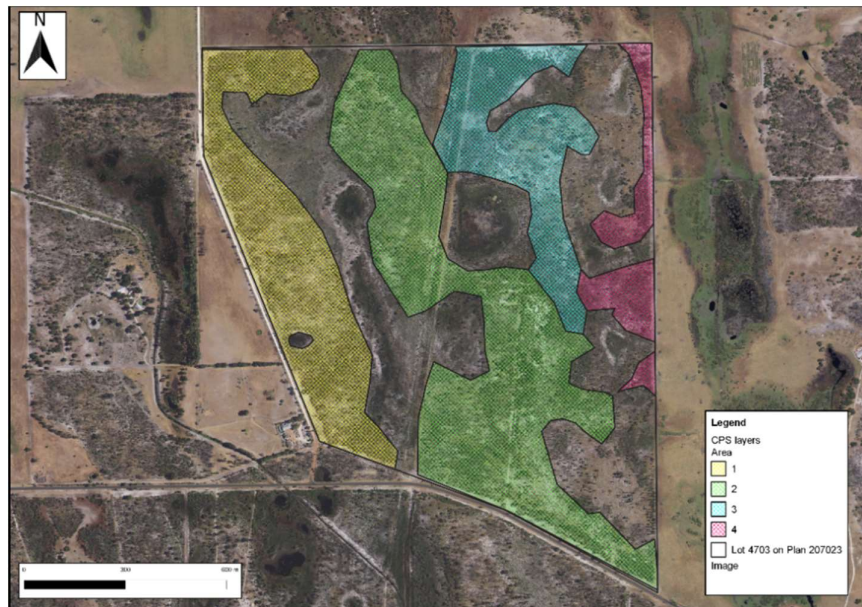 N
Legend
CPS layers
Area
1
2
3
4
Lot 4703 on Plan 207023
Image
0 300 600 m